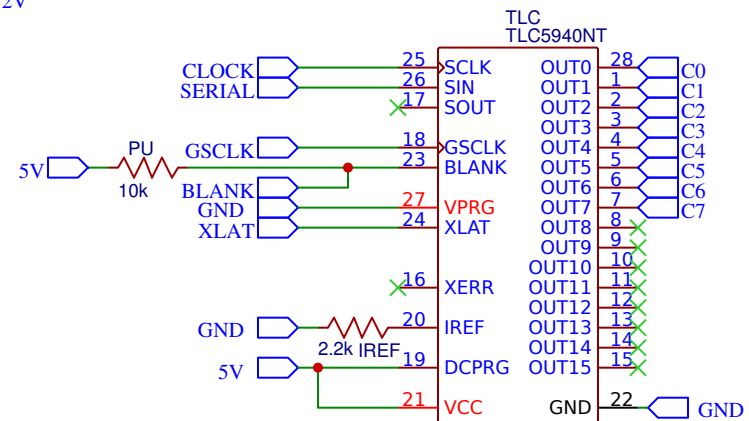 2V
TLC
TLC5940NT
CLOCK 25 SCLK OUT0 28 C0
SERIAL 26 SIN OUT1 1 C1
17 SOUT OUT2 2 C2
OUT3 3 C3
PU GSCLK 18 GSCLK OUT4 4 C4
5V 23 BLANK OUT5 5 C5
10k BLANK OUT6 6 C6
GND 27 VPRG OUT7 7 C7
XLAT 24 XLAT OUT8 8
OUT9 9
OUT10 10
16 XERR OUT11 11
OUT12 12
GND 20 IREF OUT13 13
2.2k IREF OUT14 14
5V 19 DCPRG OUT15 15
21 VCC GND 22 GND